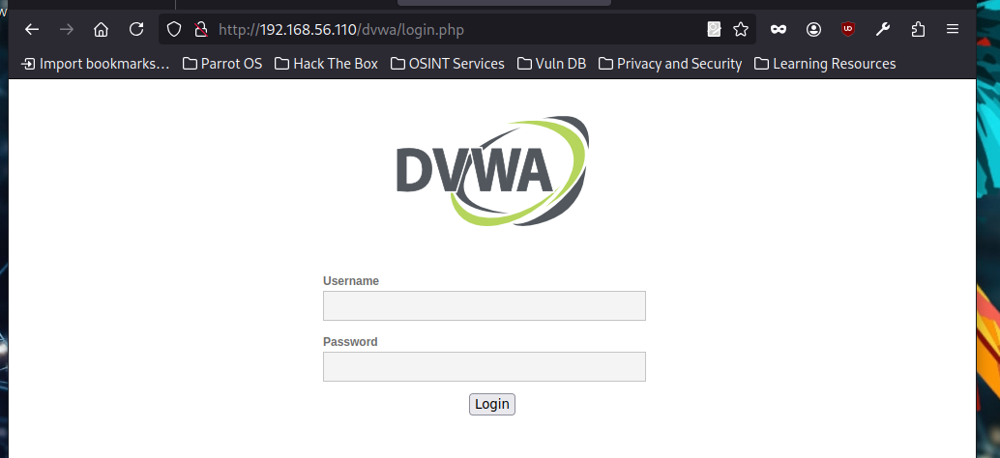 w
http://192.168.56.110/dvwa/login.php
Import bookmarks... Parrot OS Hack The Box OSINT Services Vuln DB Privacy and Security Learning Resources
DVWA
Username
Password
Login